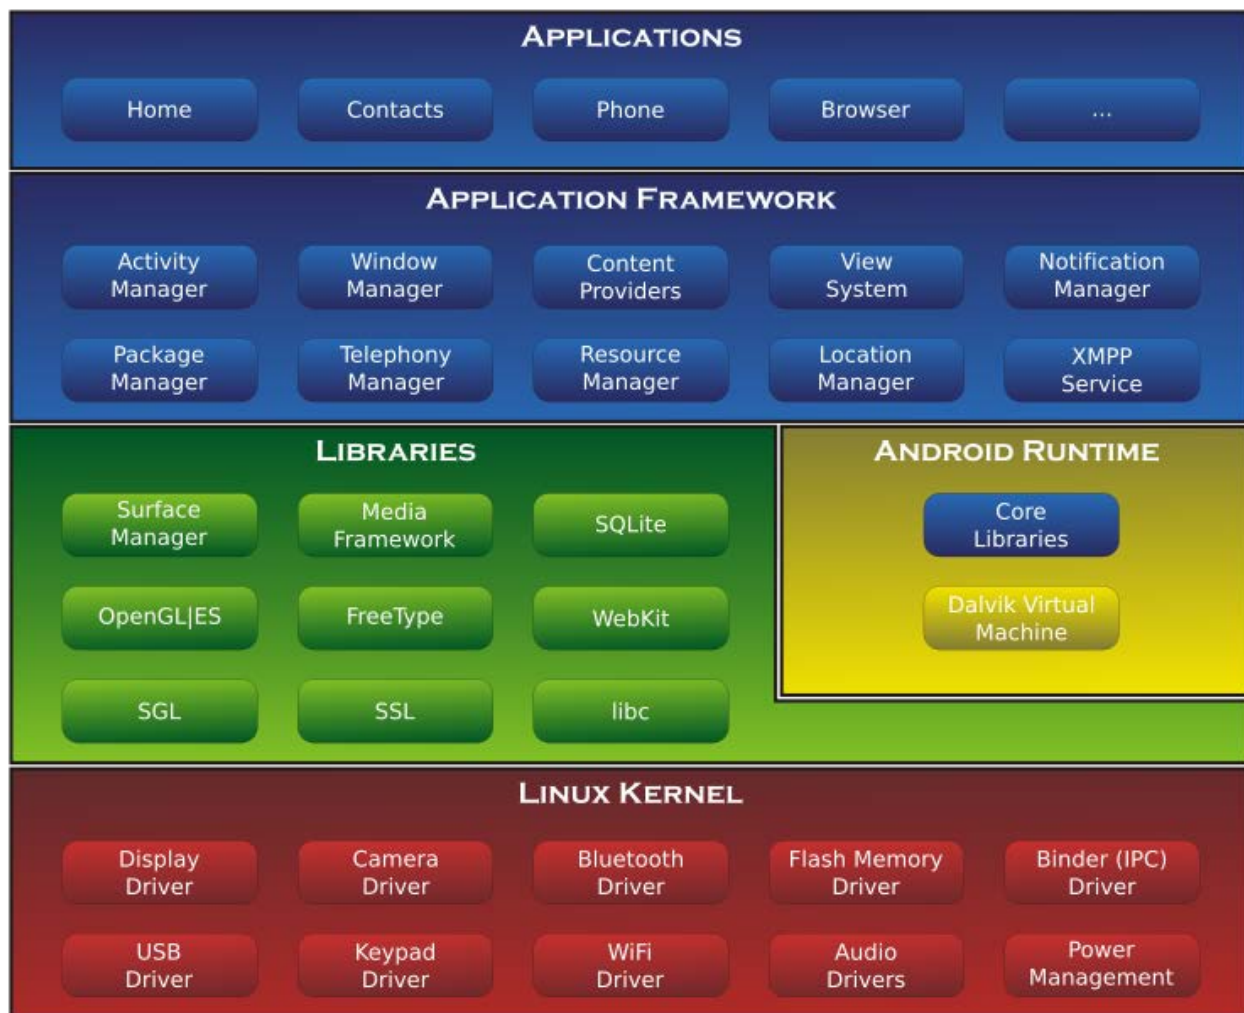 APPLICATIONS
Home
Contacts
Phone
Browser
...
APPLICATION FRAMEWORK
Activity
Manager
Window
Manager
Content
Providers
View
System
Notification
Manager
Package
Manager
Telephony
Manager
Resource
Manager
Location
Manager
XMPP
Service
LIBRARIES
Surface
Manager
Media
Framework
SQLite
OpenGL|ES
FreeType
WebKit
SGL
SSL
libc
ANDROID RUNTIME
Core
Libraries
Dalvik Virtual
Machine
LINUX KERNEL
Display
Driver
Camera
Driver
Bluetooth
Driver
Flash Memory
Driver
Binder (IPC)
Driver
USB
Driver
Keypad
Driver
WiFi
Driver
Audio
Drivers
Power
Management